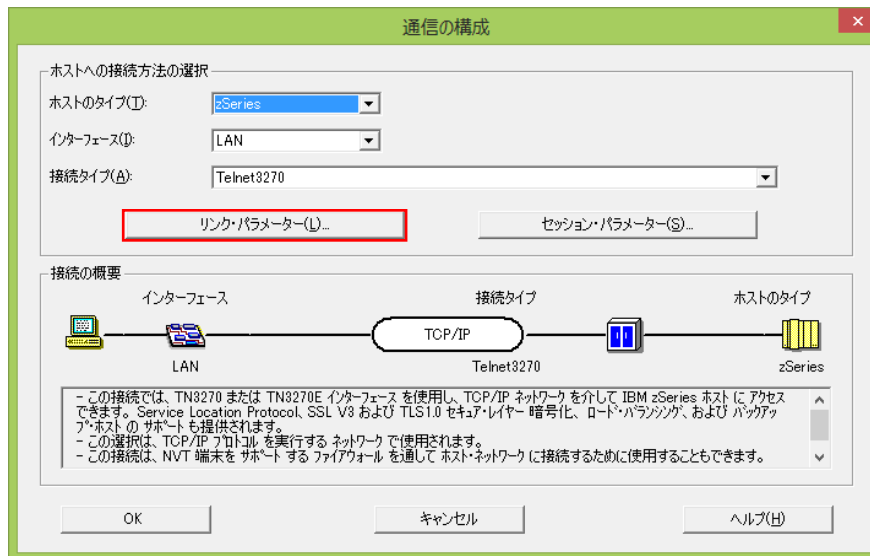 通信の構成
×
ホストへの接続方法の選択
ホストのタイプ(T):
zSeries
インターフェース(I):
LAN
接続タイプ(A):
Telnet3270
リンク・パラメーター(L)...
セッション・パラメーター(S)...
接続の概要
インターフェース
接続タイプ
ホストのタイプ
TCP/IP
LAN
Telnet3270
zSeries
- この接続では、TN3270 または TN3270E インターフェース を使用し、TCP/IP ネットワーク を介して IBM zSeries ホスト に アクセス
できます。Service Location Protocol、SSL V3 および TLS1.0 セキュア・レイヤー 暗号化、ロード・バランシング、および バックアッ
プ・ホスト の サポート も提供されます。
- この選択は、TCP/IP プロトコル を実行する ネットワーク で使用されます。
- この接続は、NVT 端末を サポート する ファイアウォール を通して ホスト・ネットワーク に接続するために使用することもできます。
OK
キャンセル
ヘルプ(H)